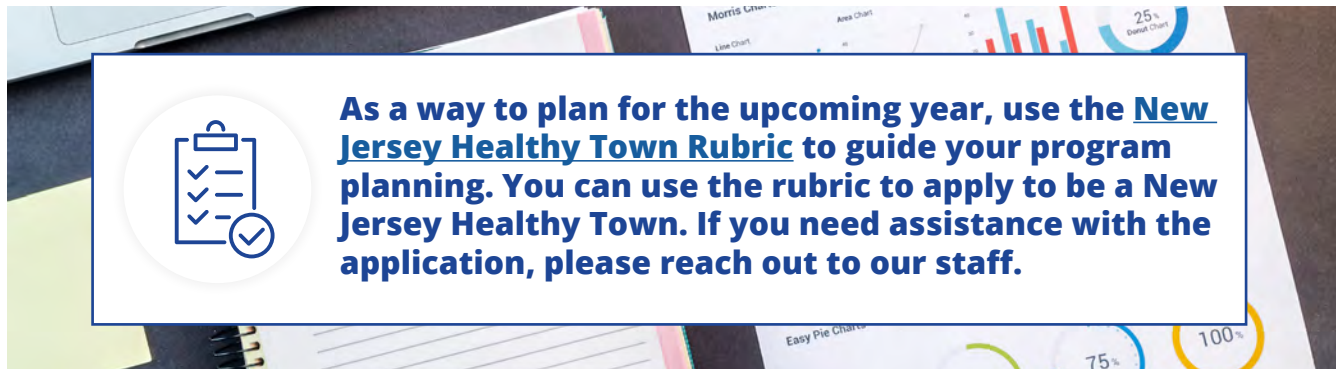 Morris Charts
Area Chart
Line Chart
25%
Donut Chart
As a way to plan for the upcoming year, use the New
Jersey Healthy Town Rubric to guide your program
planning. You can use the rubric to apply to be a New
Jersey Healthy Town. If you need assistance with the
application, please reach out to our staff.
Easy Pie Charts
75%
100%